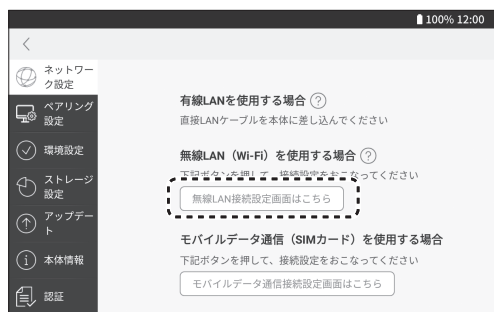 100% 12:00
ネットワー
ク設定
ペアリング
設定
環境設定
ストレージ
設定
アップデー
ト
本体情報
認証
有線LANを使用する場合 ?
直接LANケーブルを本体に差し込んでください
無線LAN（Wi-Fi）を使用する場合 ?
下記ボタンを押して、接続設定をおこなってください
無線LAN接続設定画面はこちら
モバイルデータ通信（SIMカード）を使用する場合
下記ボタンを押して、接続設定をおこなってください
モバイルデータ通信接続設定画面はこちら